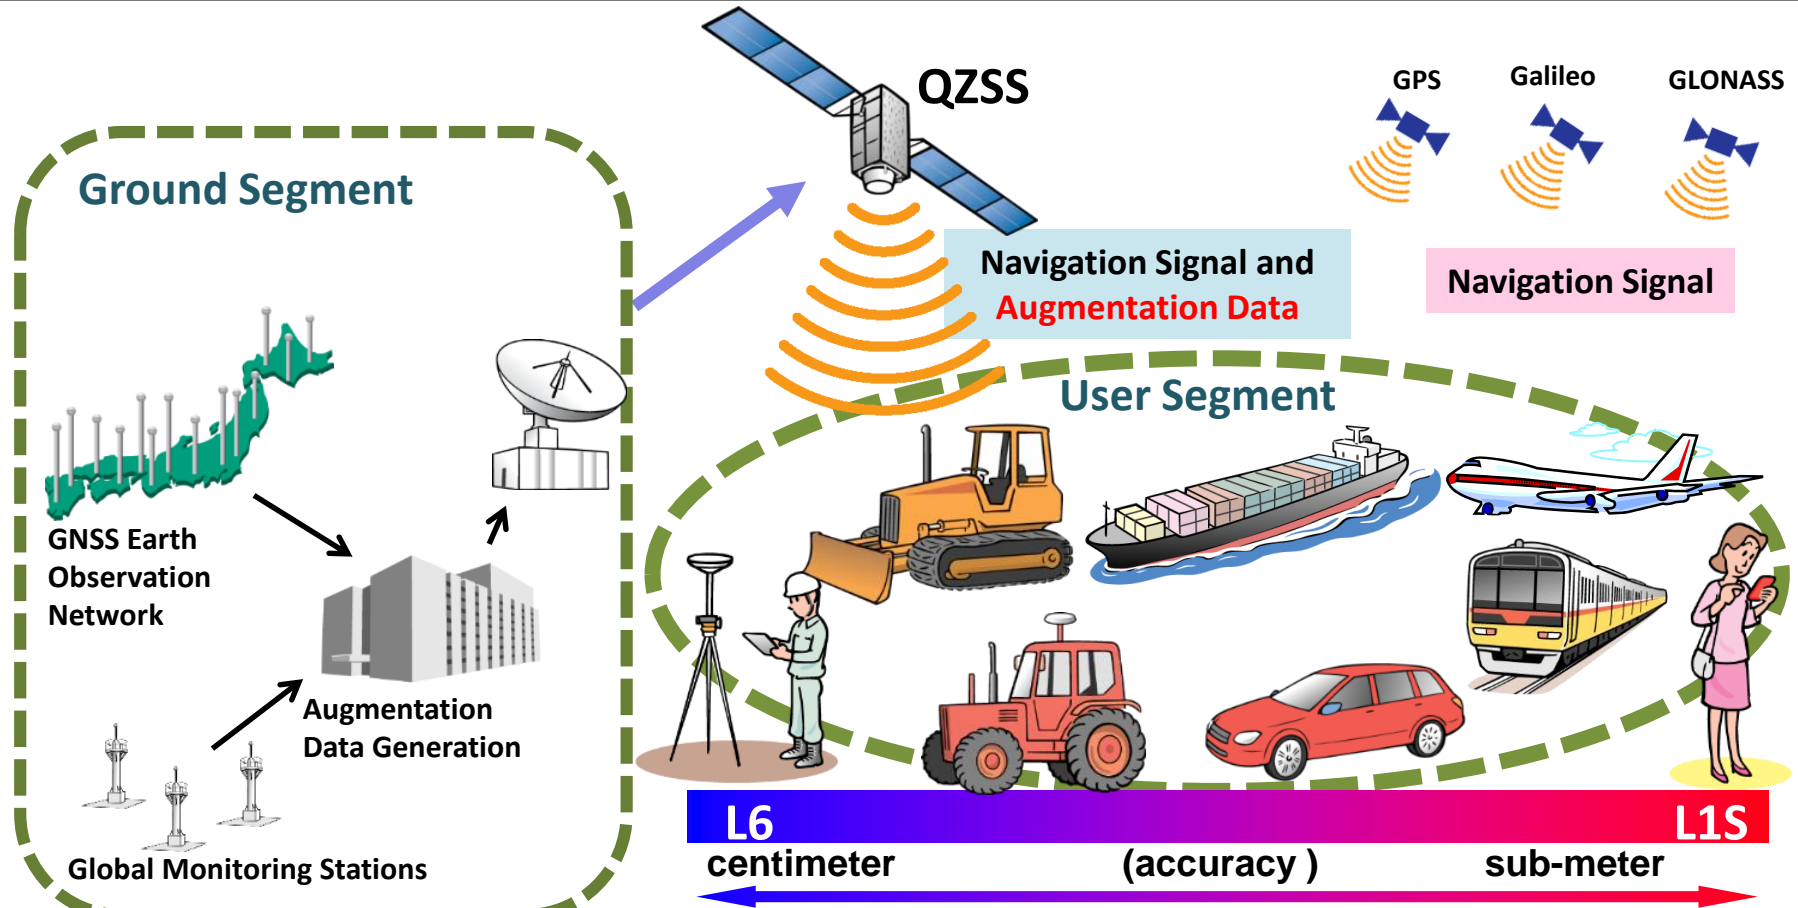 QZSS
GPS
Galileo
GLONASS
Ground Segment
Navigation Signal and
Augmentation Data
Navigation Signal
User Segment
GNSS Earth
Observation
Network
Augmentation
Data Generation
Global Monitoring Stations
L6
L1S
centimeter
(accuracy )
sub-meter